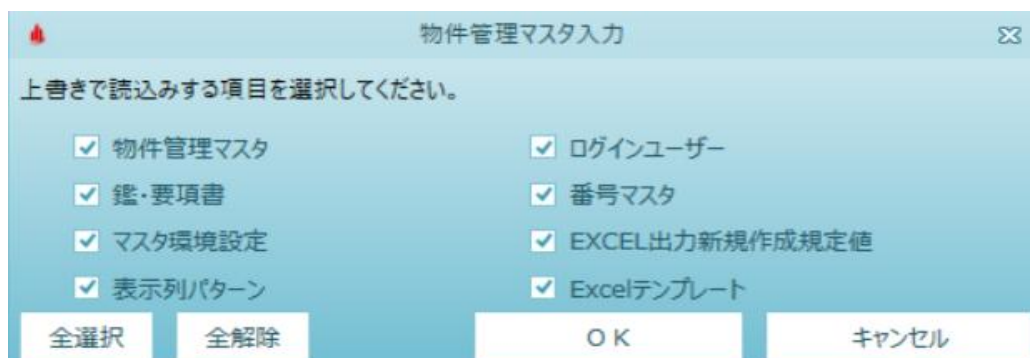 物件管理マスタ入力
上書きで読込みする項目を選択してください。
物件管理マスタ
ログインユーザー
鑑・要項書
番号マスタ
マスタ環境設定
EXCEL出力新規作成規定値
表示列パターン
Excelテンプレート
全選択
全解除
OK
キャンセル